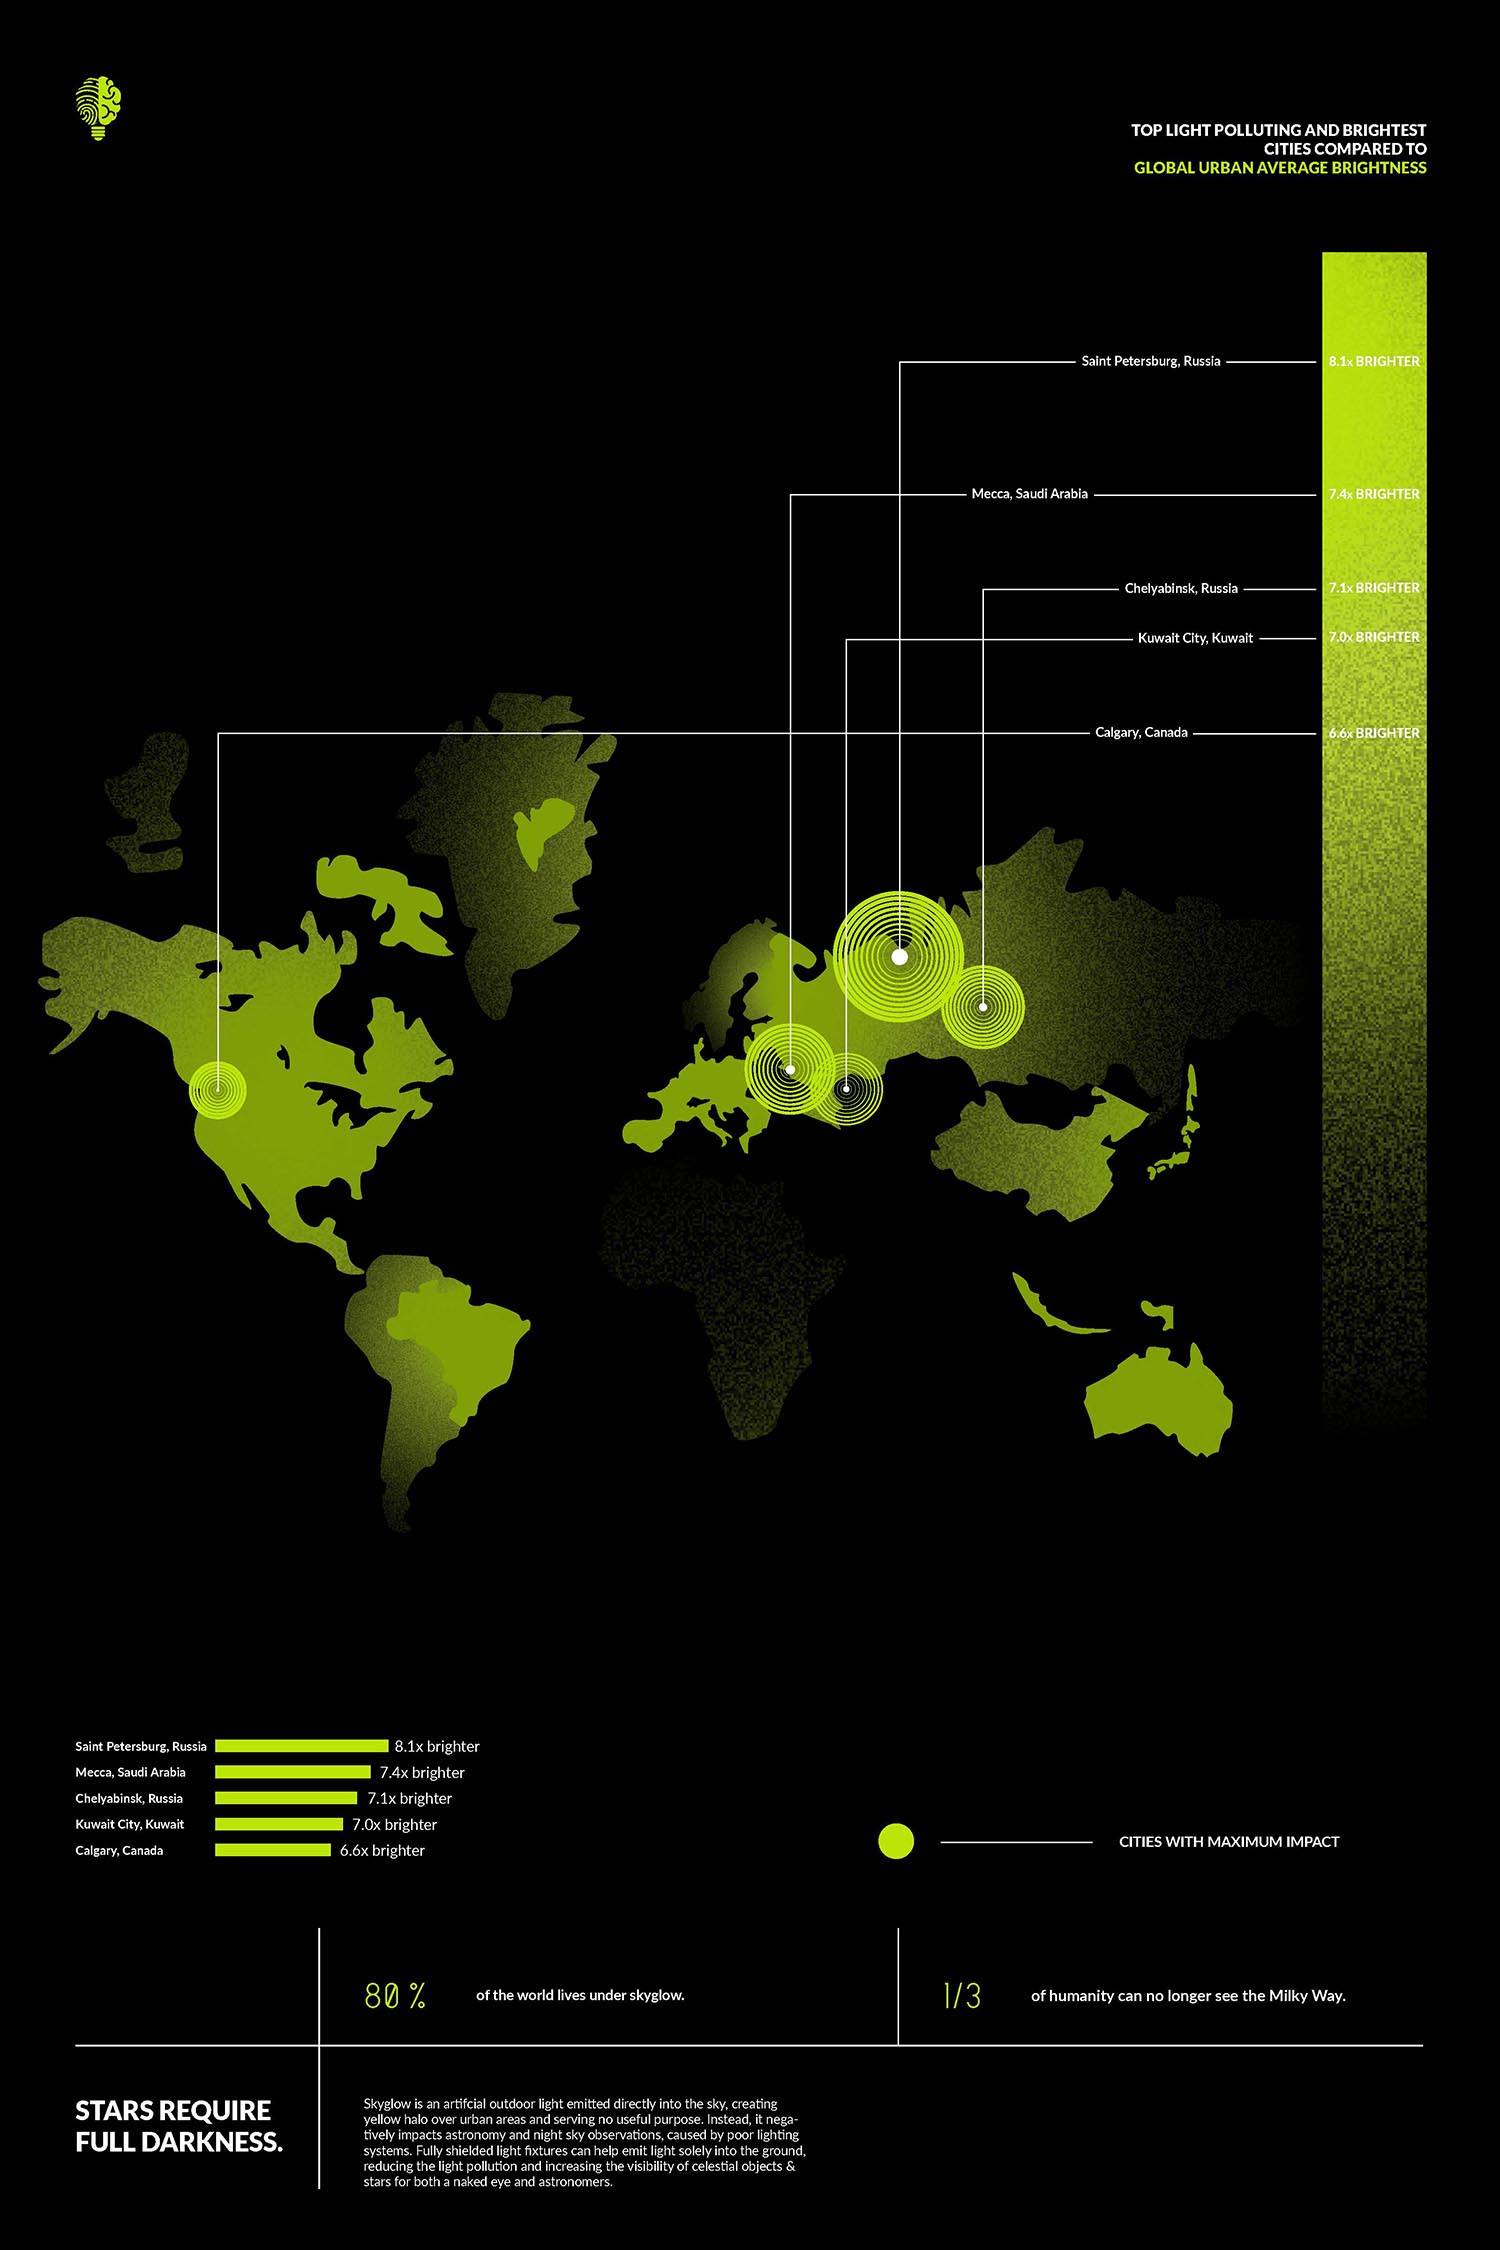 TOP LIGHT POLLUTING AND BRIGHTEST
CITIES COMPARED TO
GLOBAL URBAN AVERAGE BRIGHTNESS
Saint Petersburg, Russia 8.1x BRIGHTER
Mecca, Saudi Arabia 7.4x BRIGHTER
Chelyabinsk, Russia 7.1x BRIGHTER
Kuwait City, Kuwait 7.0x BRIGHTER
Calgary, Canada 6.6x BRIGHTER
Saint Petersburg, Russia 8.1x brighter
Mecca, Saudi Arabia 7.4x brighter
Chelyabinsk, Russia 7.1x brighter
Kuwait City, Kuwait 7.0x brighter
Calgary, Canada 6.6x brighter
CITIES WITH MAXIMUM IMPACT
80 % of the world lives under skyglow.
1/3 of humanity can no longer see the Milky Way.
STARS REQUIRE
FULL DARKNESS.
Skyglow is an artifcial outdoor light emitted directly into the sky, creating
yellow halo over urban areas and serving no useful purpose. Instead, it nega-
tively impacts astronomy and night sky observations, caused by poor lighting
systems. Fully shielded light fixtures can help emit light solely into the ground,
reducing the light pollution and increasing the visibility of celestial objects &
stars for both a naked eye and astronomers.